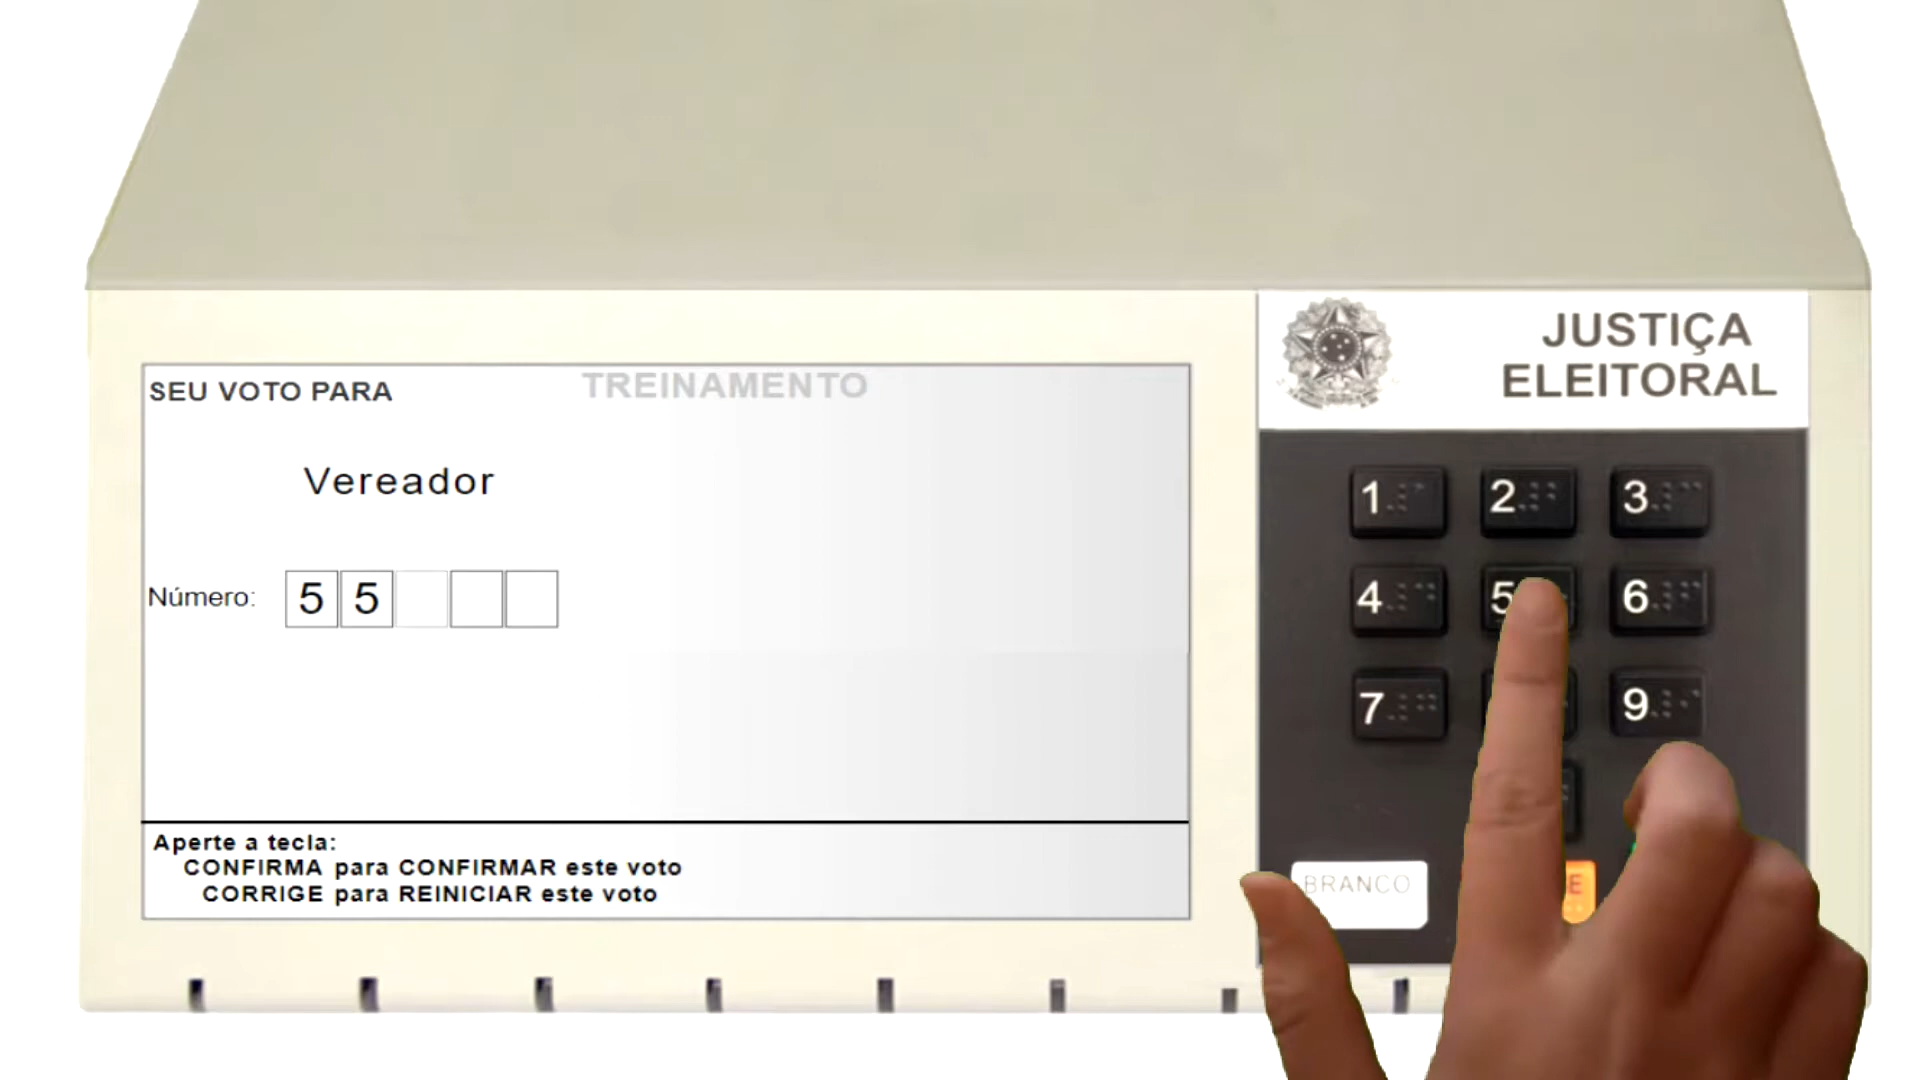 JUSTIÇA
ELEITORAL
SEU VOTO PARA
TREINAMENTO
Vereador
Número: 5 5
Aperte a tecla:
CONFIRMA para CONFIRMAR este voto
CORRIGE para REINICIAR este voto
1 2 3
4 5 6
7 9
BRANCO